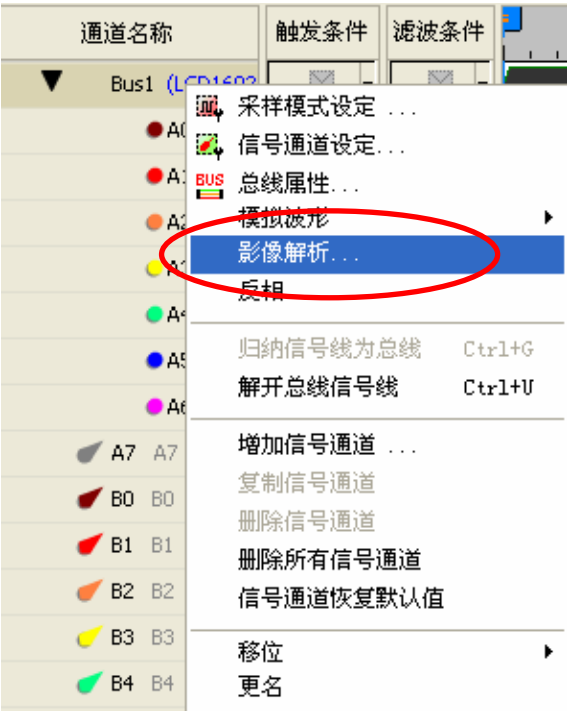 通道名称 触发条件 滤波条件
Bus1 (LCD1602
采样模式设定 ...
A0
信号通道设定...
A1
BUS 总线属性...
A2
模拟波形
影像解析...
A3
反相
A4
归纳信号线为总线 Ctrl+G
A5
解开总线信号线 Ctrl+U
A6
A7 A7
增加信号通道 ...
B0 B0
复制信号通道
删除信号通道
B1 B1
删除所有信号通道
B2 B2
信号通道恢复默认值
B3 B3
移位
B4 B4
更名